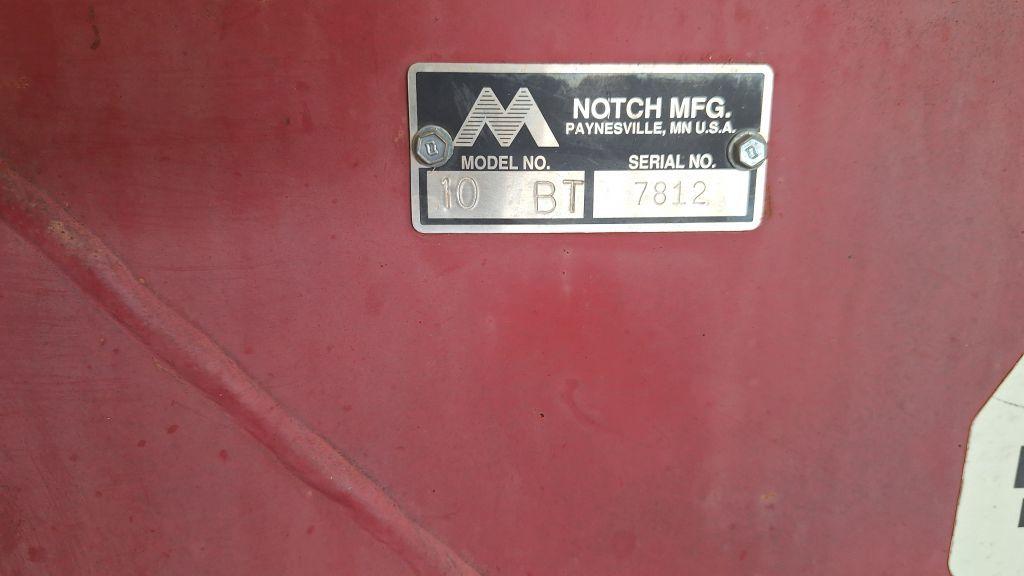 NOTCH MFG.
PAYNESVILLE, MN U.S.A.
MODEL NO. SERIAL NO.
10 BT 7812